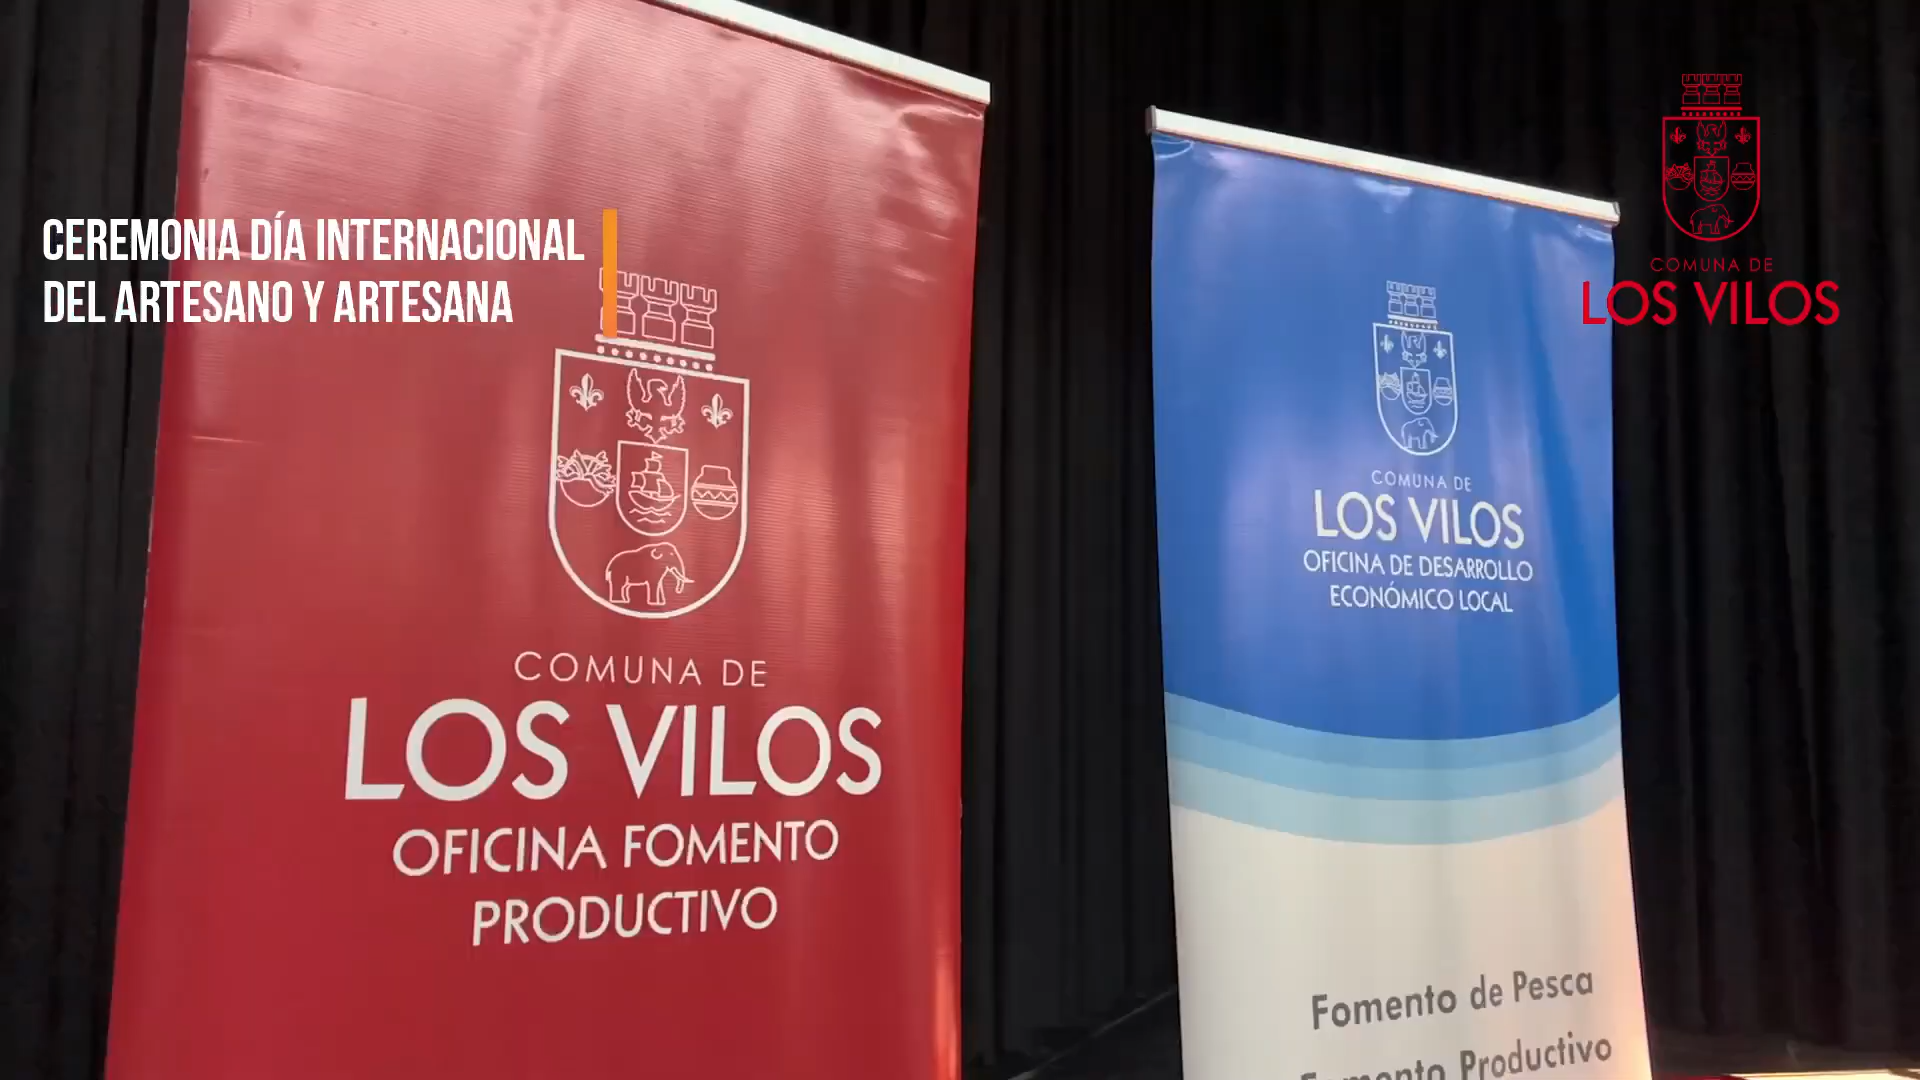 CEREMONIA DÍA INTERNACIONAL
DEL ARTESANO Y ARTESANA
COMUNA DE
LOS VILOS
OFICINA FOMENTO
PRODUCTIVO
COMUNA DE
LOS VILOS
OFICINA DE DESARROLLO
ECONÓMICO LOCAL
Fomento de Pesca
Fomento Productivo
COMUNA DE
LOS VILOS